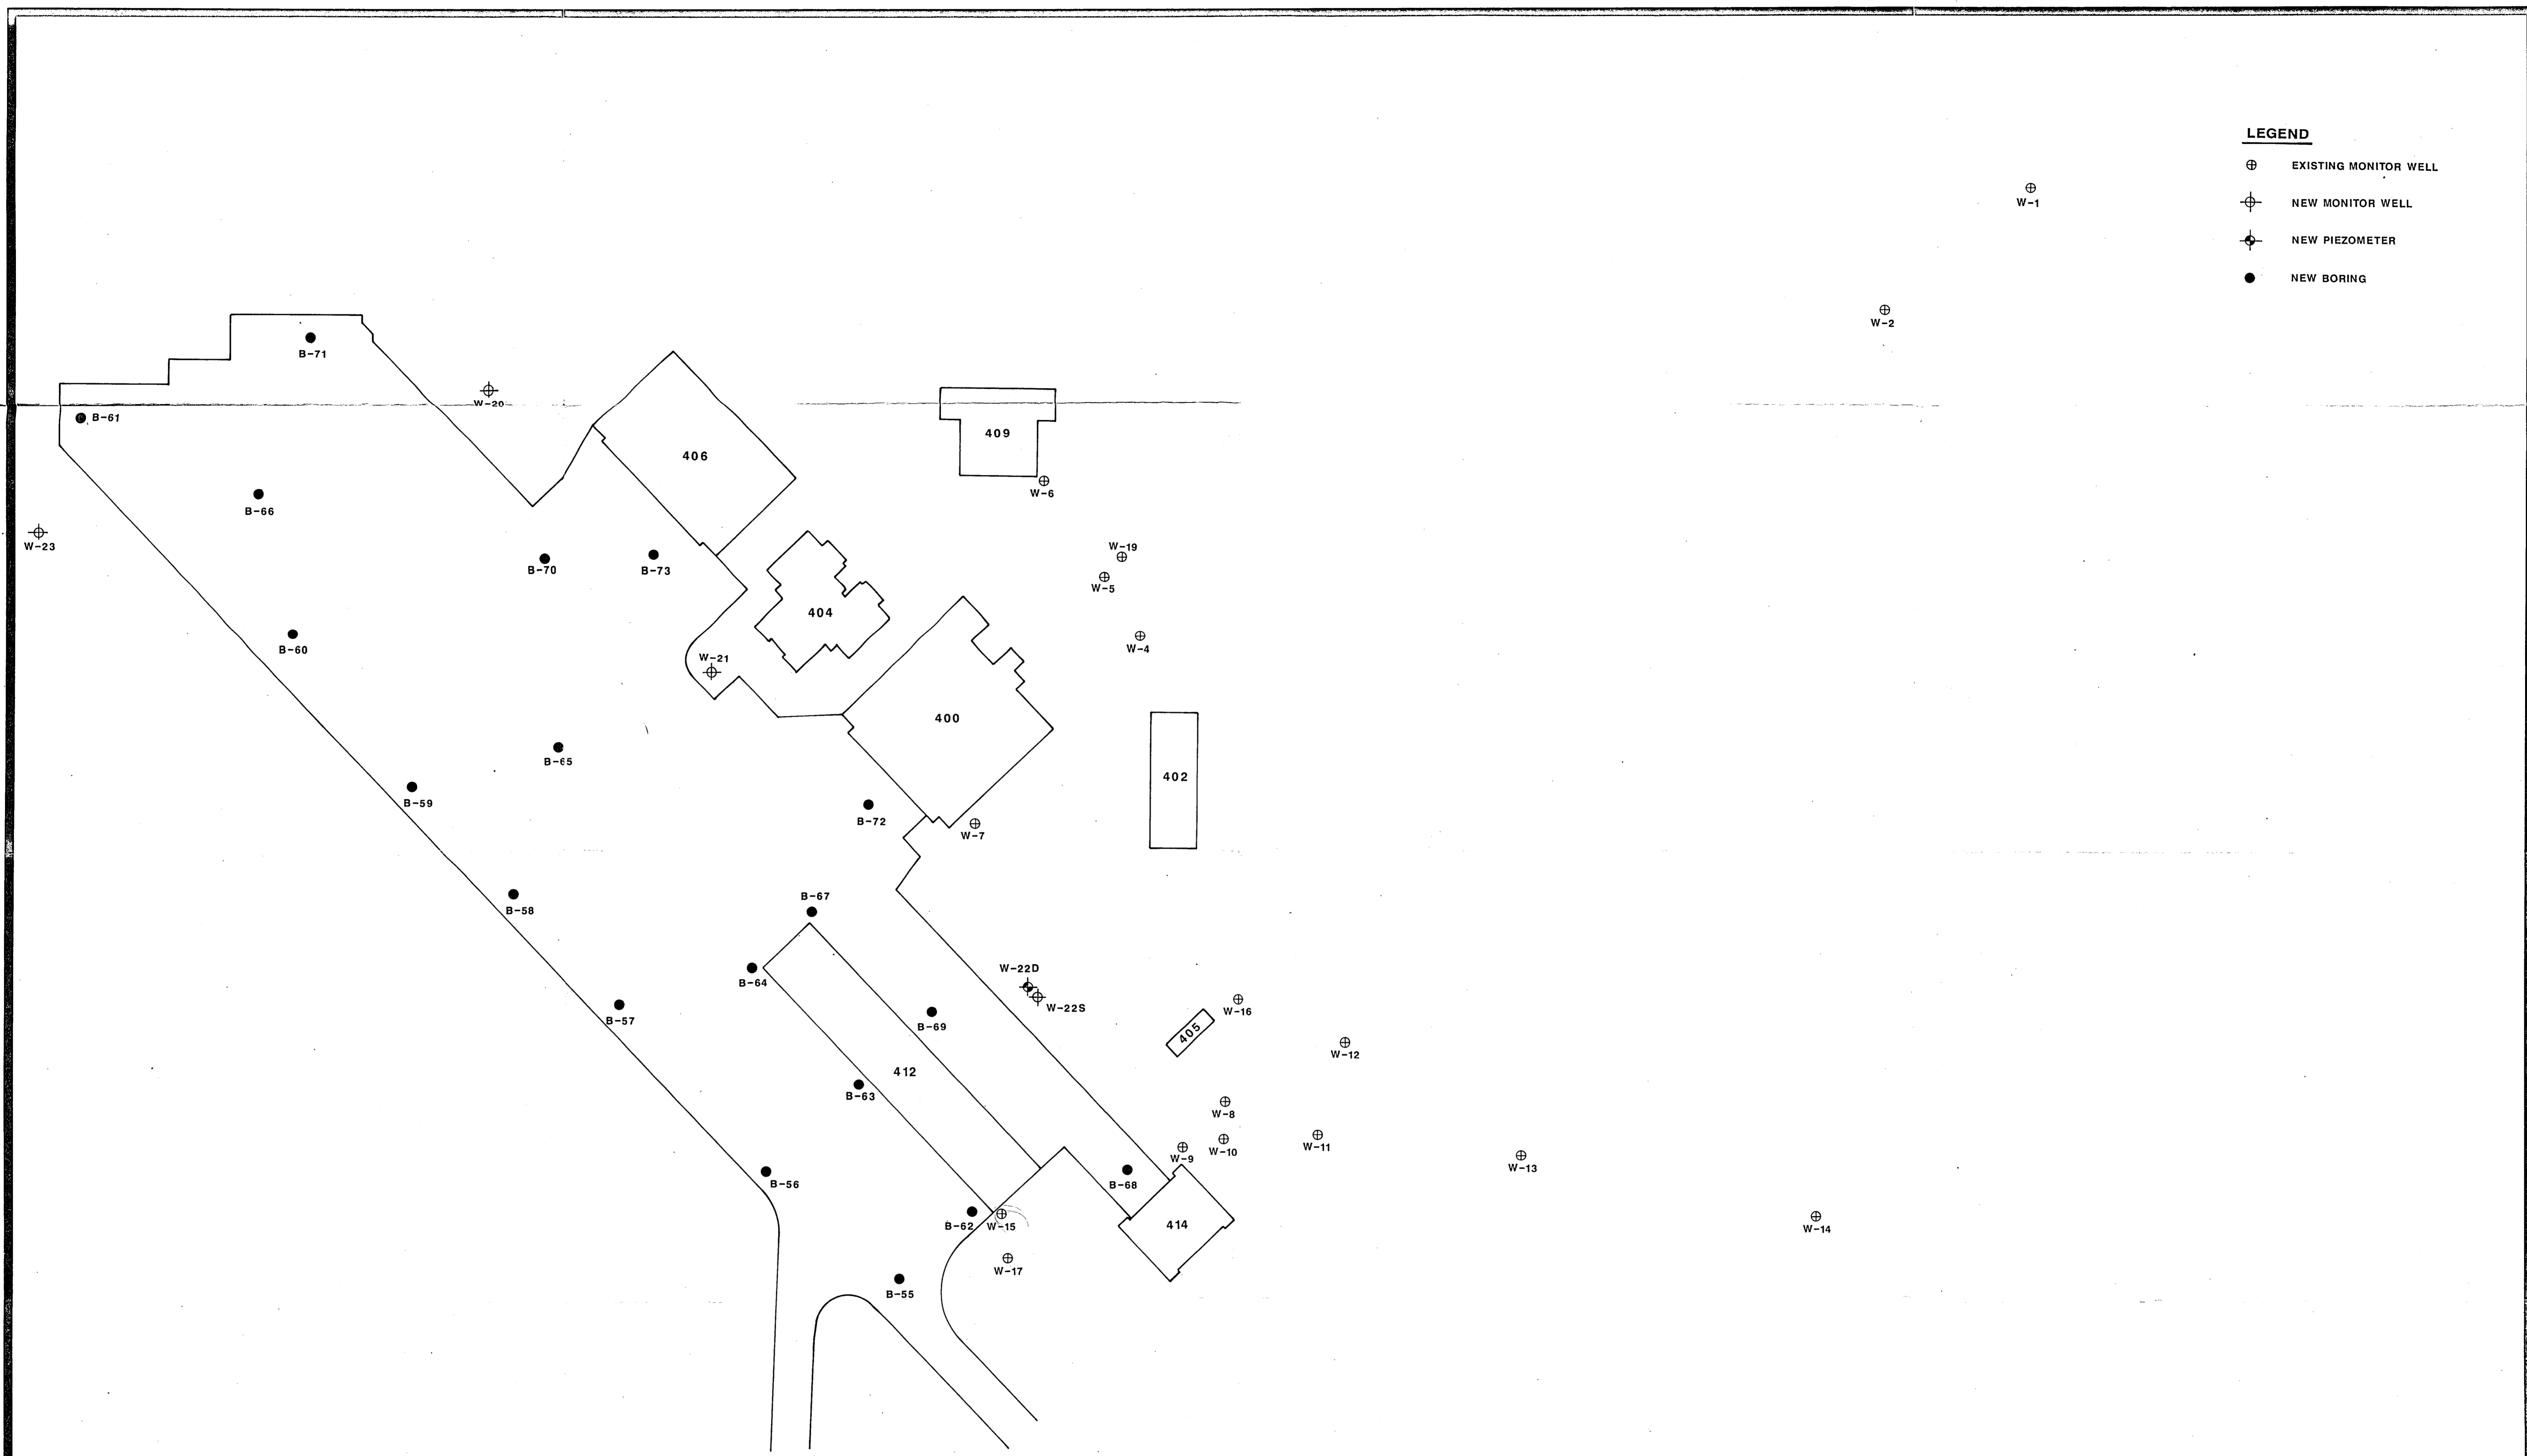 LEGEND
EXISTING MONITOR WELL
NEW MONITOR WELL
NEW PIEZOMETER
NEW BORING
W-1
W-2
B-71
W-20
B-61
409
406
W-6
B-66
W-23
W-19
B-70
B-73
W-5
404
B-60
W-4
W-21
400
B-65
402
B-59
B-72
W-7
B-67
B-58
W-22D
B-64
W-22S
W-16
B-57
B-69
405
W-12
412
B-63
W-8
W-11
W-10
W-9
W-13
B-56
B-68
B-62
W-15
414
W-14
W-17
B-55